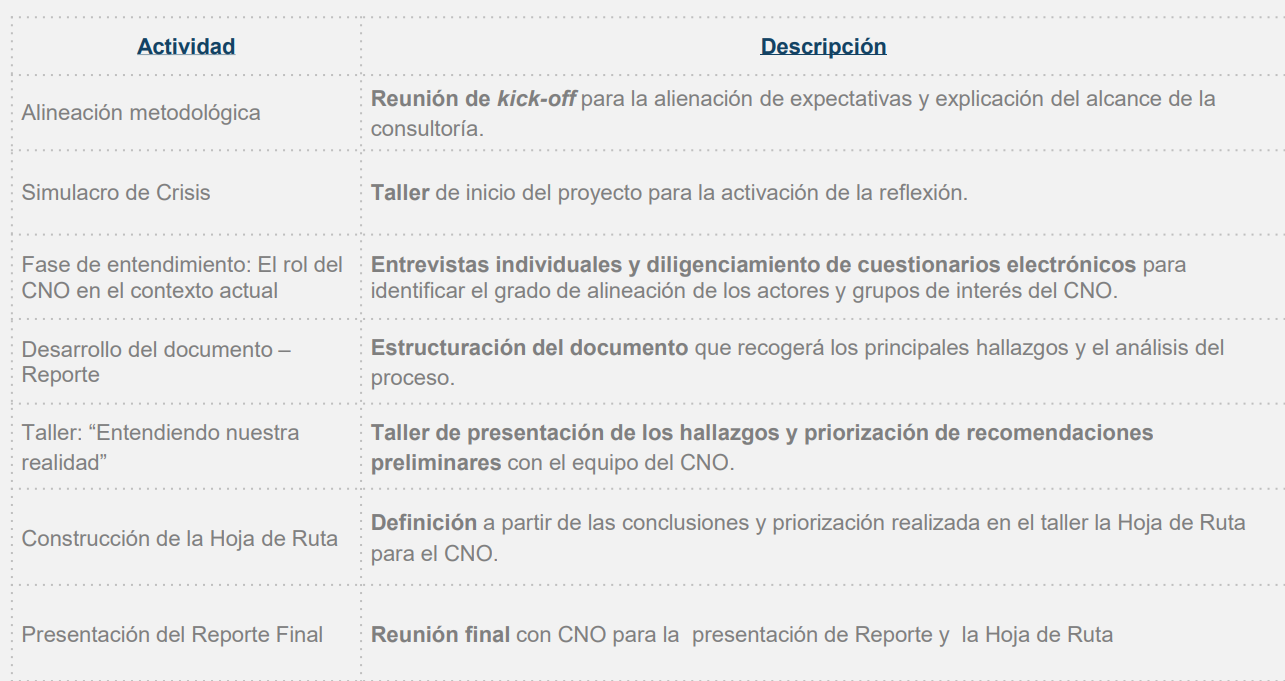 Actividad
Descripción
Alineación metodológica
Reunión de kick-off para la alienación de expectativas y explicación del alcance de la
consultoría.
Simulacro de Crisis
Taller de inicio del proyecto para la activación de la reflexión.
Fase de entendimiento: El rol del
CNO en el contexto actual
Entrevistas individuales y diligenciamiento de cuestionarios electrónicos para
identificar el grado de alineación de los actores y grupos de interés del CNO.
Desarrollo del documento –
Reporte
Estructuración del documento que recogerá los principales hallazgos y el análisis del
proceso.
Taller: “Entendiendo nuestra
realidad”
Taller de presentación de los hallazgos y priorización de recomendaciones
preliminares con el equipo del CNO.
Construcción de la Hoja de Ruta
Definición a partir de las conclusiones y priorización realizada en el taller la Hoja de Ruta
para el CNO.
Presentación del Reporte Final
Reunión final con CNO para la  presentación de Reporte y  la Hoja de Ruta